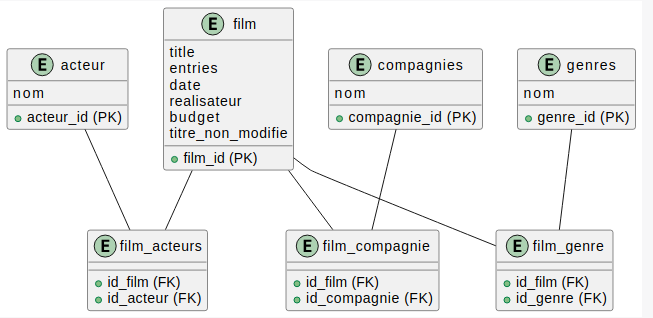 E acteur
nom
acteur_id (PK)
E film
title
entries
date
realisateur
budget
titre_non_modifie
film_id (PK)
E compagnies
nom
compagnie_id (PK)
E genres
nom
genre_id (PK)
E film_acteurs
id_film (FK)
id_acteur (FK)
E film_compagnie
id_film (FK)
id_compagnie (FK)
E film_genre
id_film (FK)
id_genre (FK)